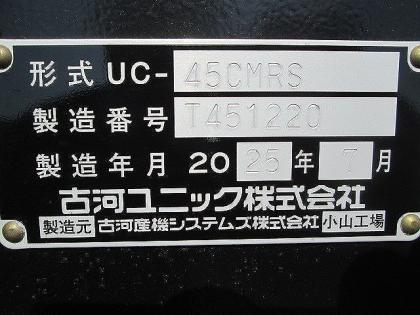 形式 UC-45CMRS
製造番号 T451220
製造年月 2025年7月
古河ユニック株式会社
製造元 古河産機システムズ株式会社 小山工場